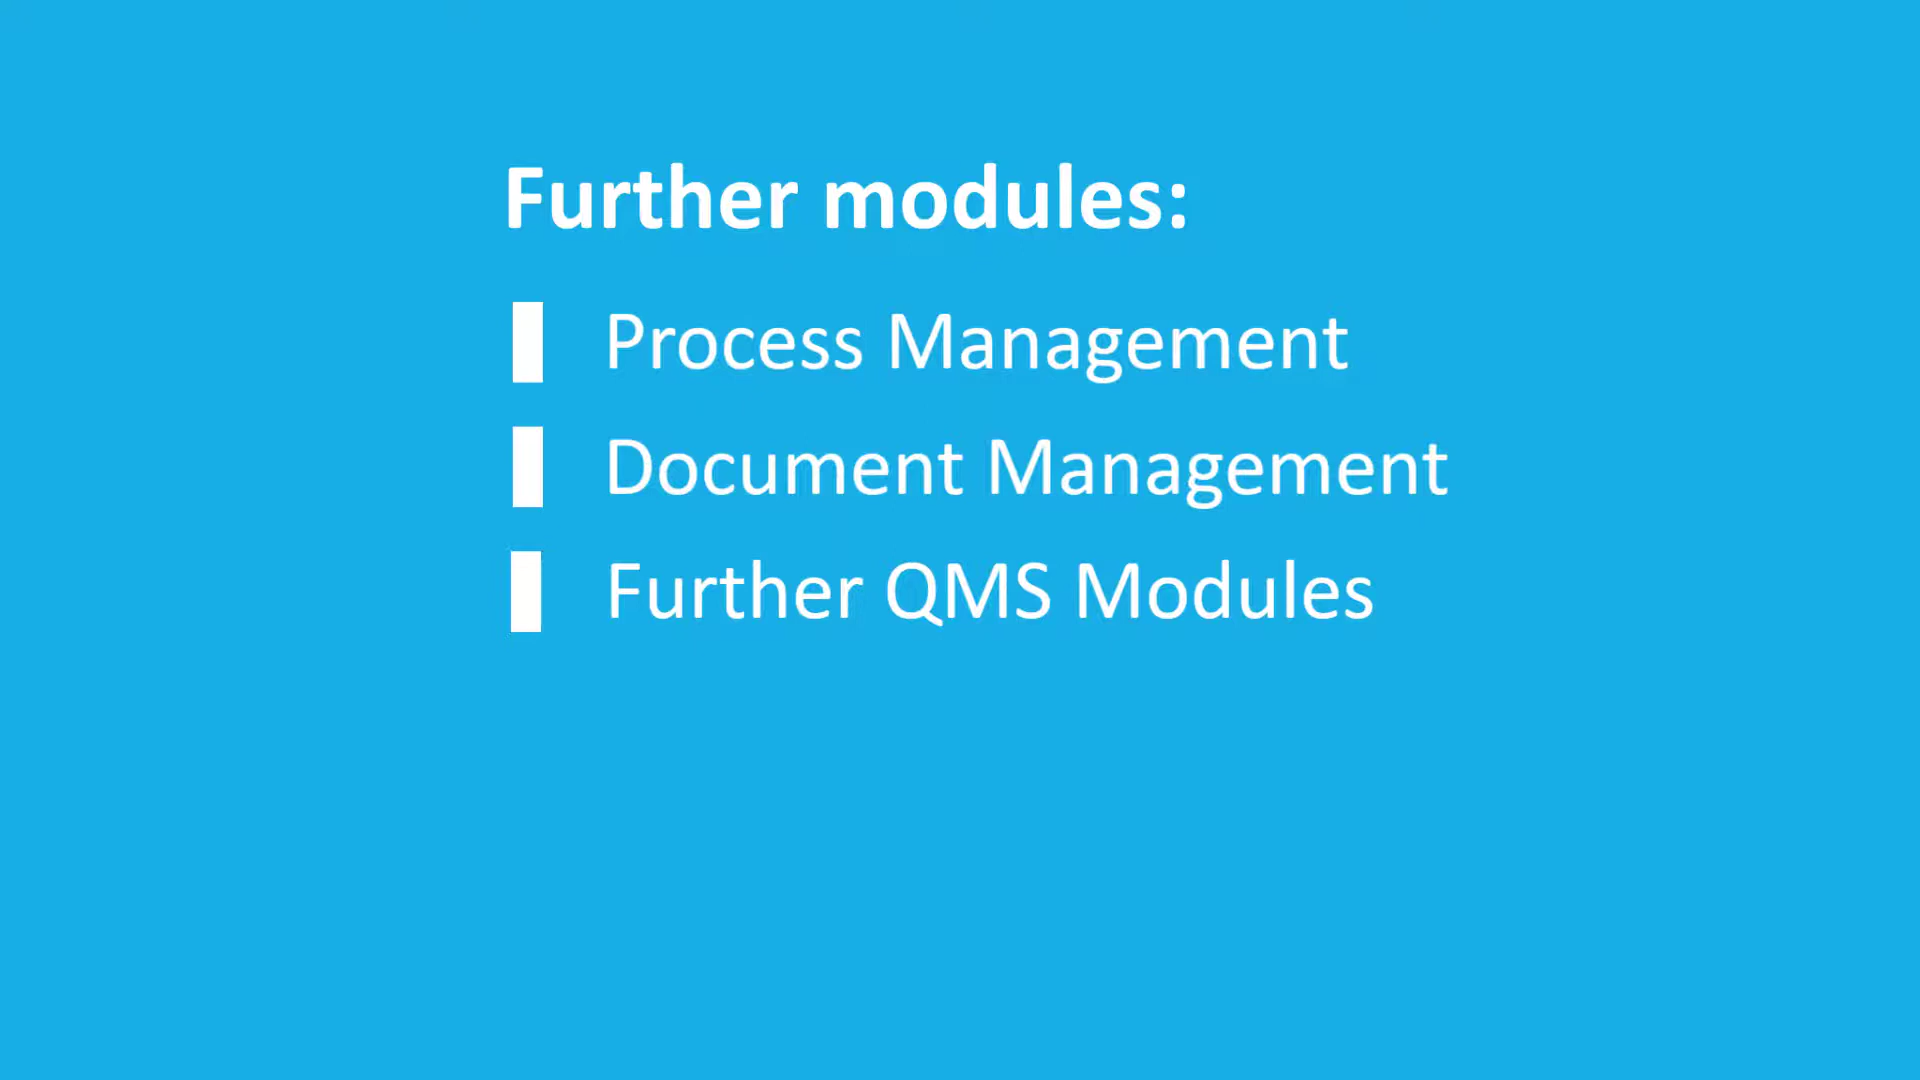 Further modules:
Process Management
Document Management
Further QMS Modules